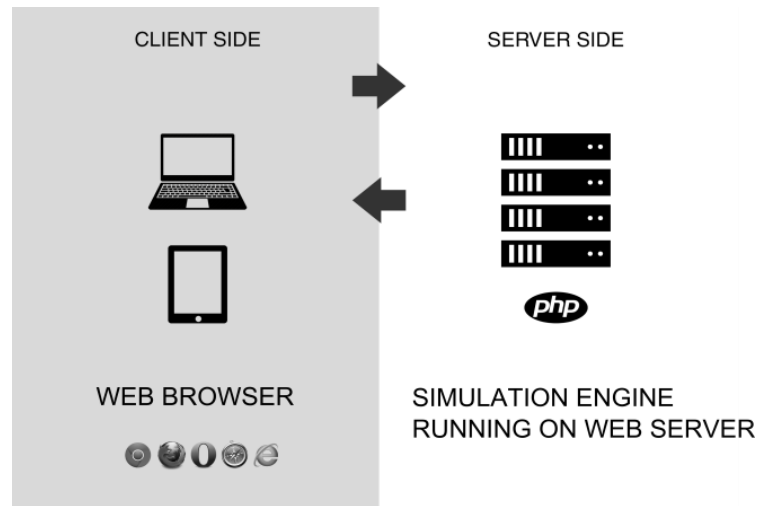 CLIENT SIDE
SERVER SIDE
php
WEB BROWSER
SIMULATION ENGINE
RUNNING ON WEB SERVER